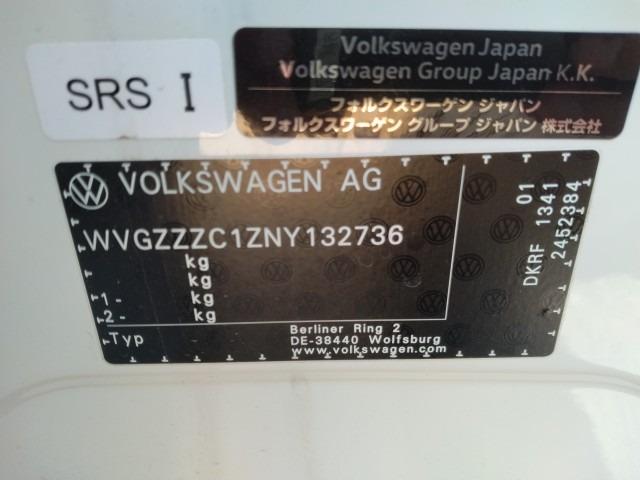 SRS I
Volkswagen Japan
Volkswagen Group Japan K.K.
フォルクスワーゲン ジャパン
フォルクスワーゲン グループ ジャパン 株式会社
VOLKSWAGEN AG
WVGZZZC1ZNY132736
kg
kg
1- kg
2- kg
Typ
Berliner Ring 2
DE-38440 Wolfsburg
www.volkswagen.com
01
DKRF 1341
2452384